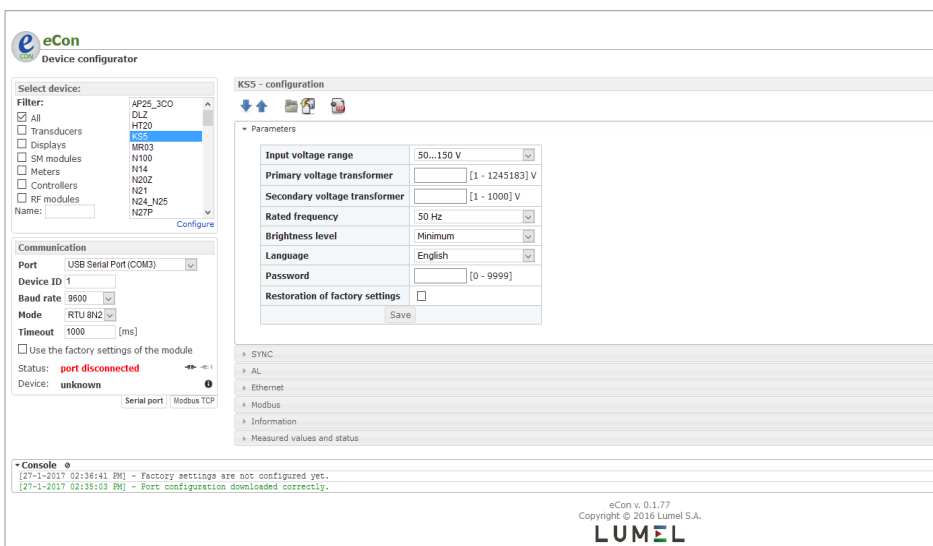 e eCon
CON
Device configurator
Select device:
Filter:
All
Transducers
Displays
SM modules
Meters
Controllers
RF modules
Name:
AP25_3CO
DLZ
HT20
KS5
MR03
N100
N14
N20Z
N21
N24_N25
N27P
Configure
Communication
Port USB Serial Port (COM3)
Device ID 1
Baud rate 9600
Mode RTU 8N2
Timeout 1000 [ms]
Use the factory settings of the module
Status: port disconnected
Device: unknown
Serial port Modbus TCP
KS5 - configuration
Parameters
Input voltage range 50...150 V
Primary voltage transformer [1 - 1245183] V
Secondary voltage transformer [1 - 1000] V
Rated frequency 50 Hz
Brightness level Minimum
Language English
Password [0 - 9999]
Restoration of factory settings
Save
SYNC
AL
Ethernet
Modbus
Information
Measured values and status
Console
[27-1-2017 02:36:41 PM] - Factory settings are not configured yet.
[27-1-2017 02:35:03 PM] - Port configuration downloaded correctly.
eCon v. 0.1.77
Copyright © 2016 Lumel S.A.
LUMEL